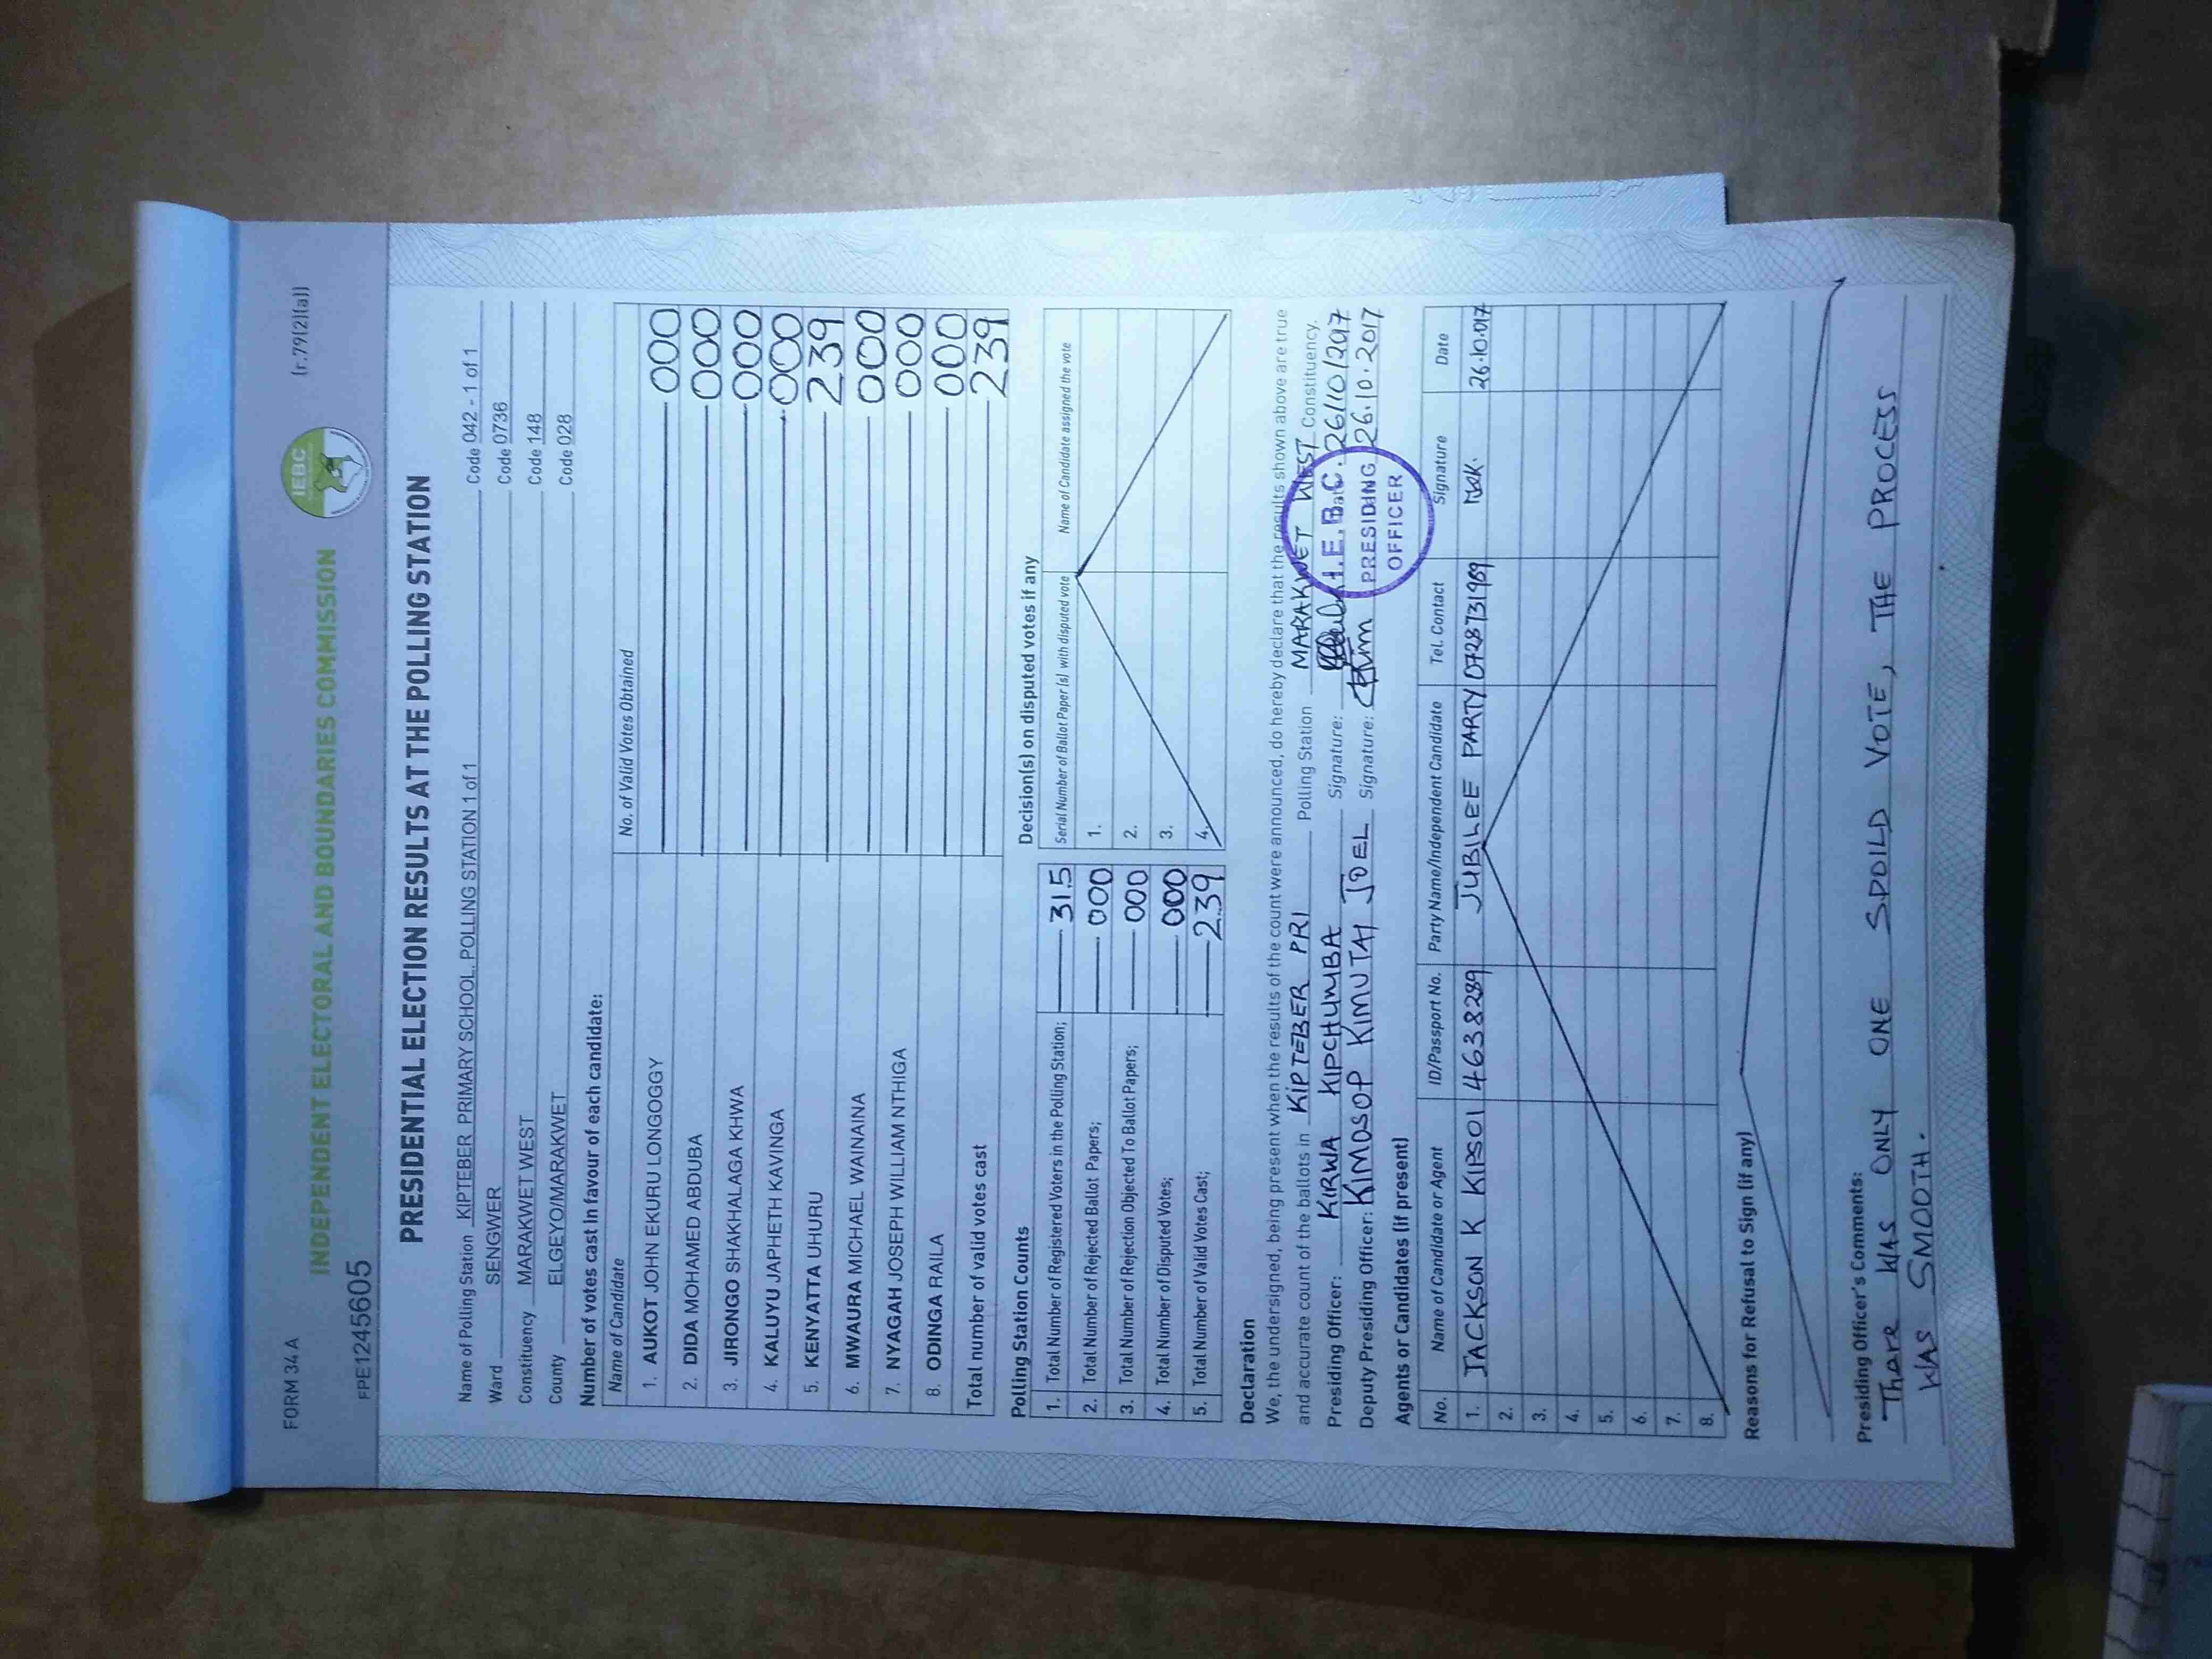 FORM 34 A
(r.79(2)(a))
IEBC
INDEPENDENT ELECTORAL AND BOUNDARIES COMMISSION
FPE1245605
PRESIDENTIAL ELECTION RESULTS AT THE POLLING STATION
Name of Polling Station KIPTEBER PRIMARY SCHOOL, POLLING STATION 1 of 1 Code 042 - 1 of 1
Ward SENGWER Code 0736
Constituency MARAKWET WEST Code 148
County ELGEYO/MARAKWET Code 028
Number of votes cast in favour of each candidate:
Name of Candidate No. of Valid Votes Obtained
1. AUKOT JOHN EKURU LONGOGGY 000
2. DIDA MOHAMED ABDUBA 000
3. JIRONGO SHAKHALAGA KHWA 000
4. KALUYU JAPHETH KAVINGA 000
5. KENYATTA UHURU 239
6. MWAURA MICHAEL WAINAINA 000
7. NYAGAH JOSEPH WILLIAM NTHIGA 000
8. ODINGA RAILA 000
Total number of valid votes cast 239
Polling Station Counts
1. Total Number of Registered Voters in the Polling Station; 315
2. Total Number of Rejected Ballot Papers; 000
3. Total Number of Rejection Objected To Ballot Papers; 000
4. Total Number of Disputed Votes; 000
5. Total Number of Valid Votes Cast; 239
Decision(s) on disputed votes if any
Serial Number of Ballot Paper (s) with disputed vote Name of Candidate assigned the vote
1.
2.
3.
4.
Declaration
We, the undersigned, being present when the results of the count were announced, do hereby declare that the results shown above are true
and accurate count of the ballots in KIPTEBER PRI Polling Station MARAKWET WEST Constituency.
Presiding Officer: KIRWA KIPCHUMBA Signature: Date 26/10/2017
Deputy Presiding Officer: KIMOSOP KIMUTAI JOEL Signature: 26.10.2017
I.E.B.C.
PRESIDING
OFFICER
Agents or Candidates (if present)
No. Name of Candidate or Agent ID/Passport No. Party Name/Independent Candidate Tel. Contact Signature Date
1. JACKSON K KIPSOI 4638289 JUBILEE PARTY 0728731989 26.10.017
2.
3.
4.
5.
6.
7.
8.
Reasons for Refusal to Sign (if any)
Presiding Officer's Comments:
Thare WAS ONLY ONE SPOILD VOTE, THE PROCESS
WAS SMOOTH.